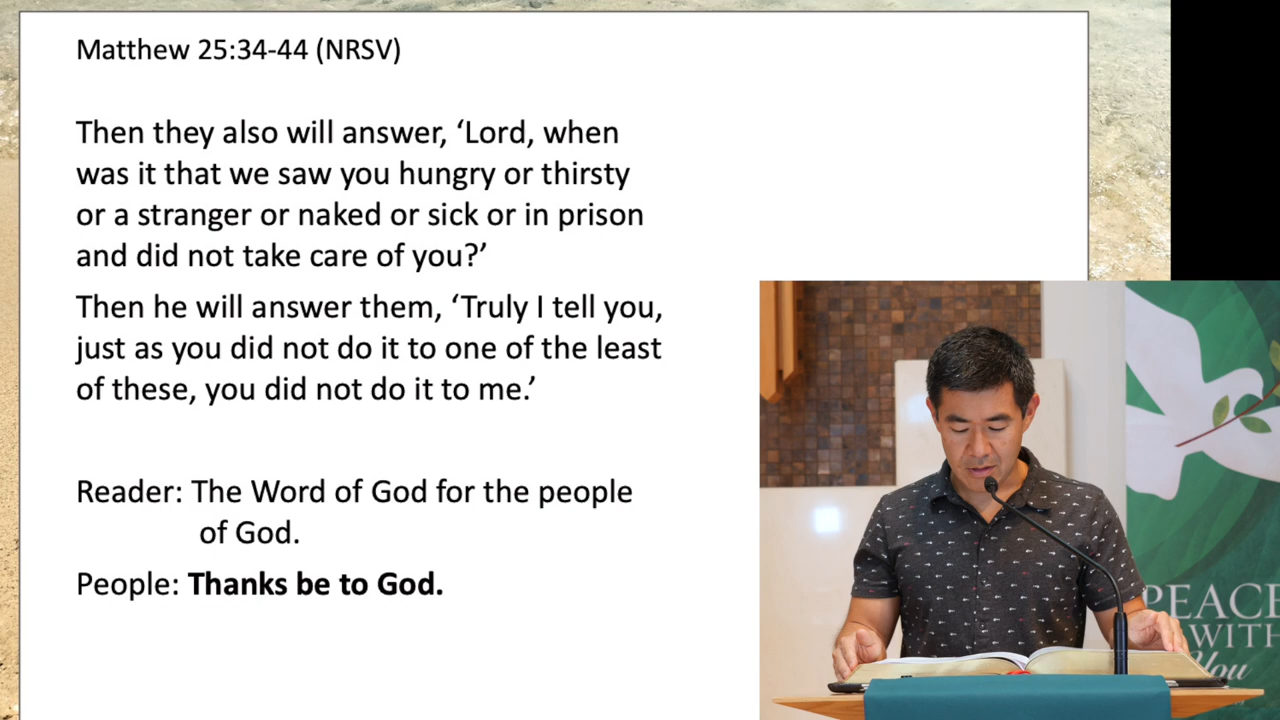 Matthew 25:34-44 (NRSV)
Then they also will answer, ‘Lord, when
was it that we saw you hungry or thirsty
or a stranger or naked or sick or in prison
and did not take care of you?’
Then he will answer them, ‘Truly I tell you,
just as you did not do it to one of the least
of these, you did not do it to me.’
Reader: The Word of God for the people
of God.
People: Thanks be to God.
PEACE
WITH
You